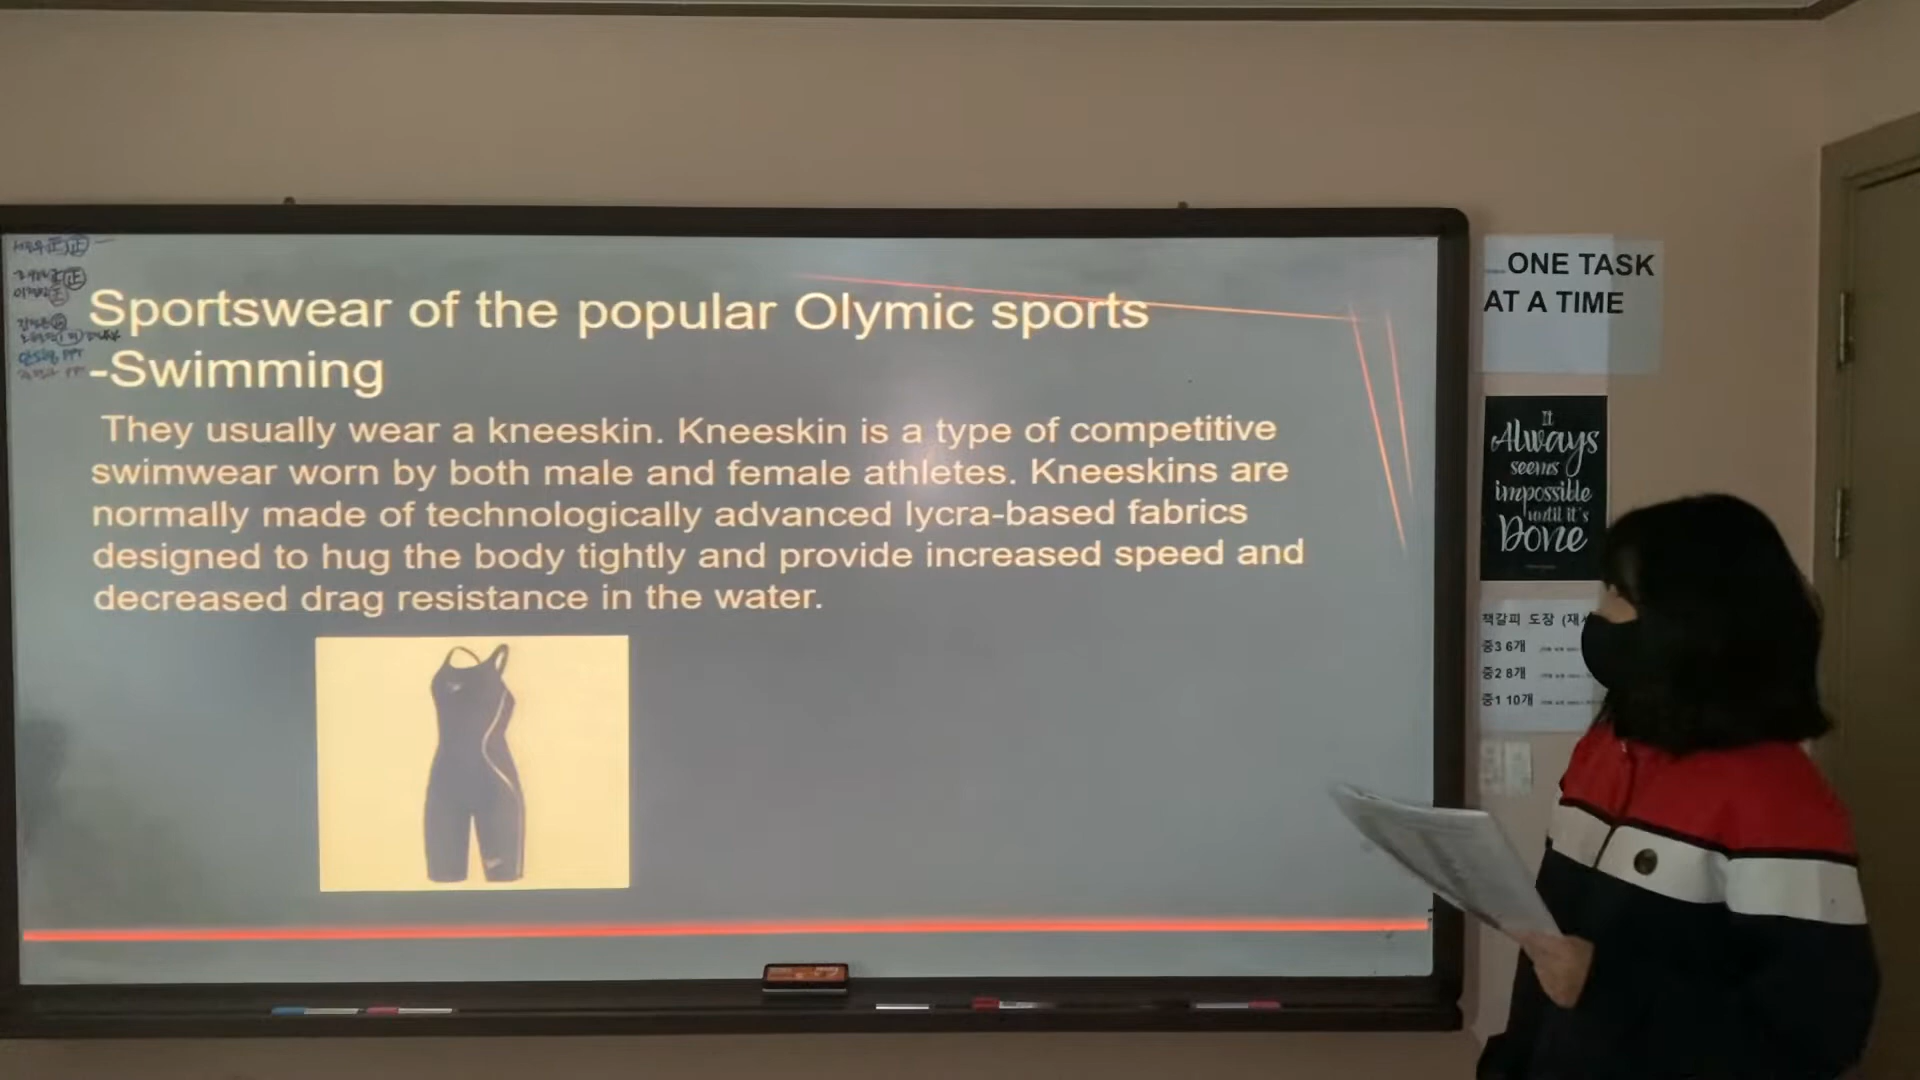 Sportswear of the popular Olymic sports
-Swimming
They usually wear a kneeskin. Kneeskin is a type of competitive
swimwear worn by both male and female athletes. Kneeskins are
normally made of technologically advanced lycra-based fabrics
designed to hug the body tightly and provide increased speed and
decreased drag resistance in the water.
ONE TASK
AT A TIME
It
Always
seems
impossible
until it's
Done
책갈피 도장
중3 6개
중2 8개
중1 10개